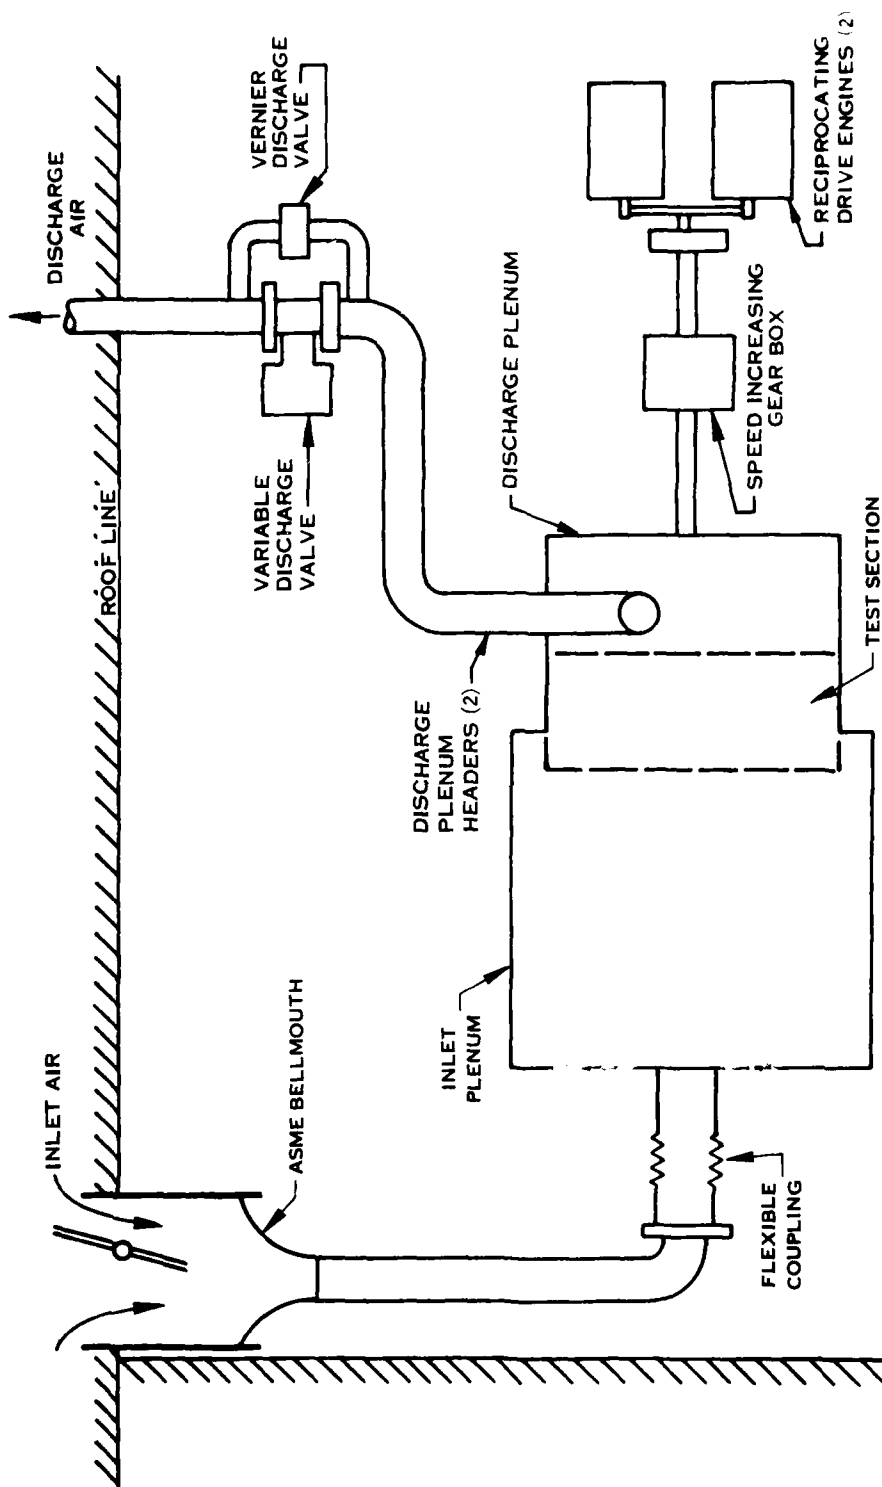 INLET AIR
DISCHARGE
AIR
ROOF LINE
ASME BELLMOUTH
VARIABLE
DISCHARGE
VALVE
VERNIER
DISCHARGE
VALVE
DISCHARGE
PLENUM
HEADERS (2)
DISCHARGE PLENUM
INLET
PLENUM
FLEXIBLE
COUPLING
TEST SECTION
SPEED INCREASING
GEAR BOX
RECIPROCATING
DRIVE ENGINES (2)